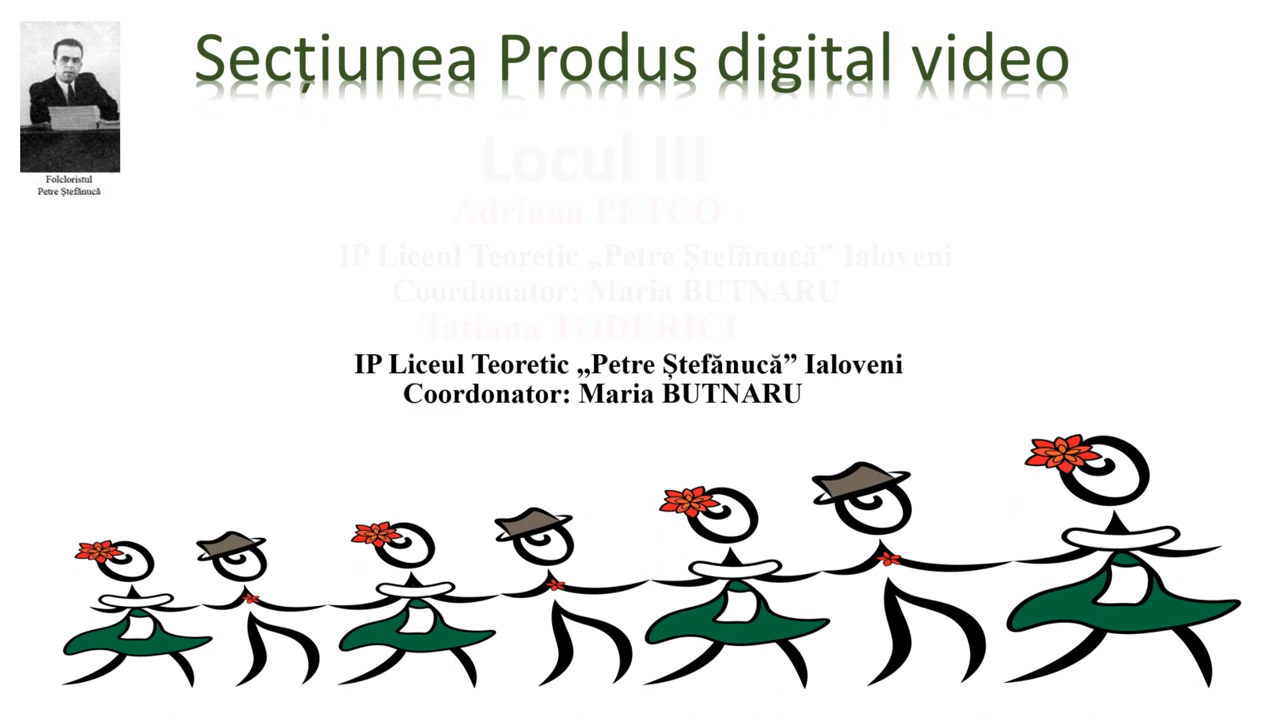 Secțiunea Produs digital video
Folcloristul
Petre Ștefănucă
Locul III
Adriana PETCO
IP Liceul Teoretic „Petre Ștefănucă” Ialoveni
Coordonator: Maria BUTNARU
Tatiana TODERICI
IP Liceul Teoretic „Petre Ștefănucă” Ialoveni
Coordonator: Maria BUTNARU